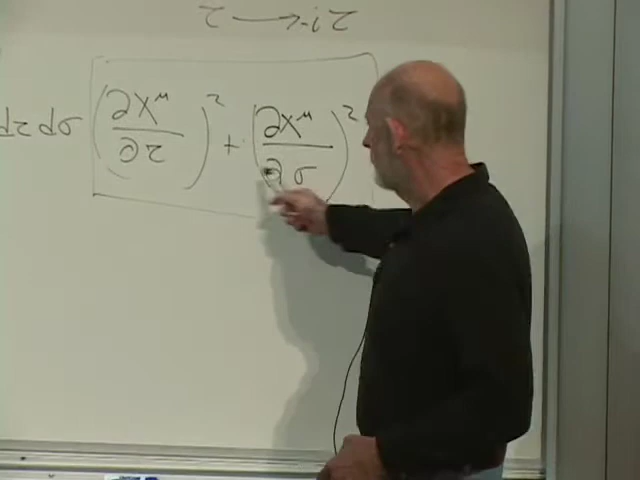 τ → -iτ
dτ dσ (∂X^μ/∂τ)² + (∂X^μ/∂σ)²